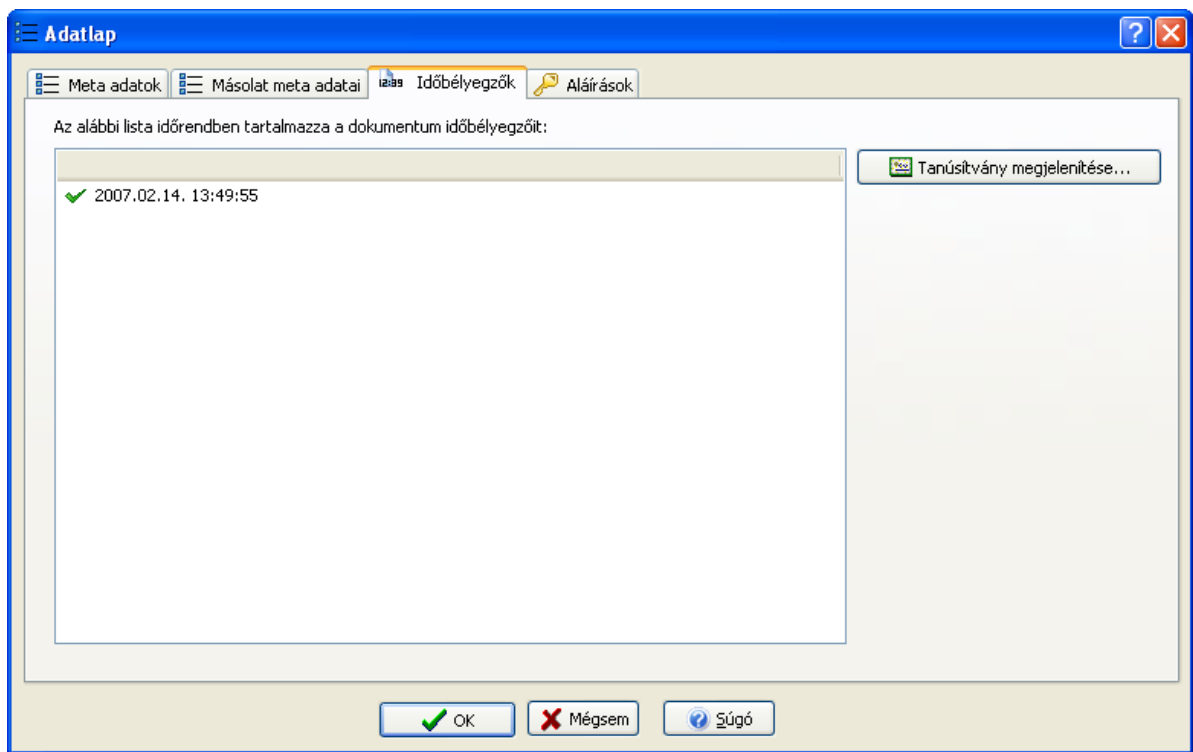 Adatlap
Meta adatok Másolat meta adatai Időbélyegzők Aláírások
Az alábbi lista időrendben tartalmazza a dokumentum időbélyegzőit:
Tanúsítvány megjelenítése...
2007.02.14. 13:49:55
OK Mégsem Súgó